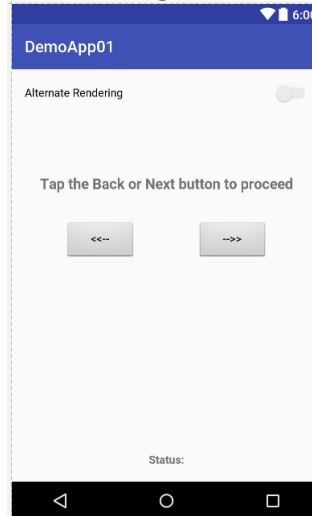 6:00
DemoApp01
Alternate Rendering
Tap the Back or Next button to proceed
<<-- -->>
Status: